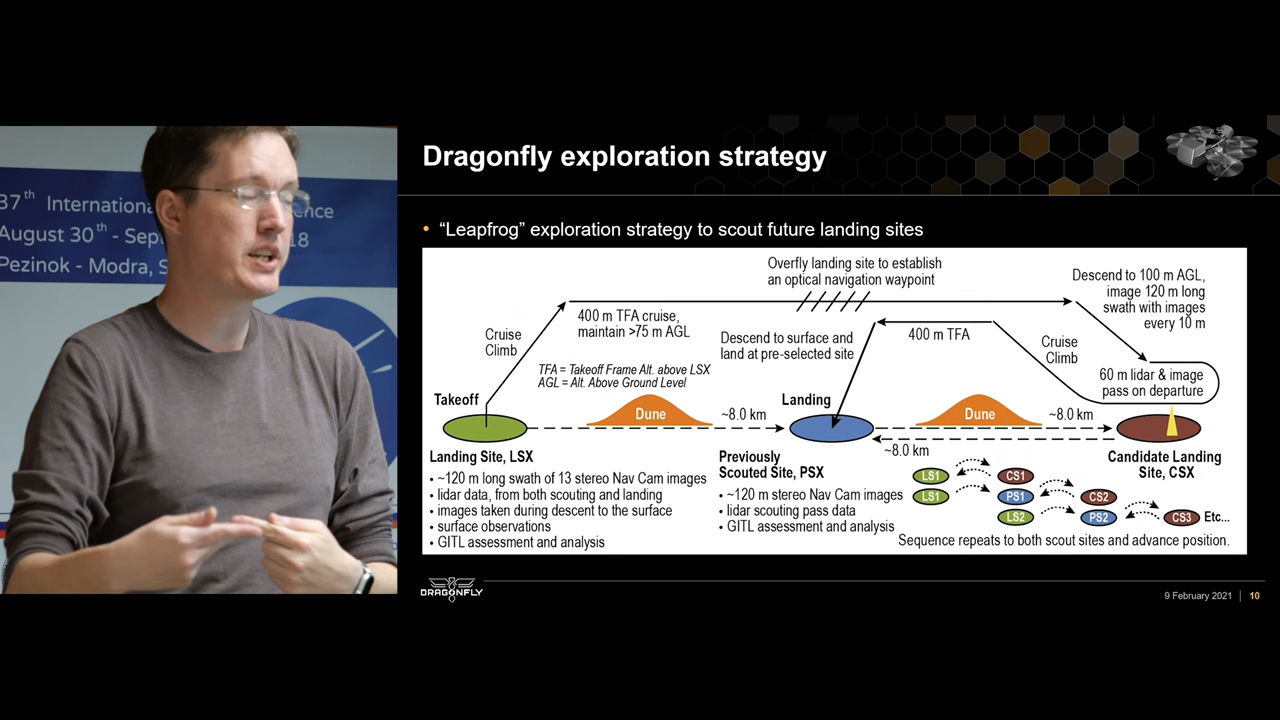 37th Internationa ence
August 30th - Sep 18
Pezinok - Modra, S
Dragonfly exploration strategy
• “Leapfrog” exploration strategy to scout future landing sites
Overfly landing site to establish
an optical navigation waypoint
Descend to 100 m AGL,
image 120 m long
swath with images
every 10 m
400 m TFA cruise,
maintain >75 m AGL
Cruise
Climb
Descend to surface and
land at pre-selected site
400 m TFA
Cruise
Climb
TFA = Takeoff Frame Alt. above LSX
AGL = Alt. Above Ground Level
60 m lidar & image
pass on departure
Takeoff
Dune
~8.0 km
Landing
Dune
~8.0 km
~8.0 km
Landing Site, LSX
• ~120 m long swath of 13 stereo Nav Cam images
• lidar data, from both scouting and landing
• images taken during descent to the surface
• surface observations
• GITL assessment and analysis
Previously
Scouted Site, PSX
• ~120 m stereo Nav Cam images
• lidar scouting pass data
• GITL assessment and analysis
Candidate Landing
Site, CSX
LS1 CS1
LS1 PS1 CS2
LS2 PS2 CS3 Etc...
Sequence repeats to both scout sites and advance position.
DRAGONFLY
9 February 2021 | 10